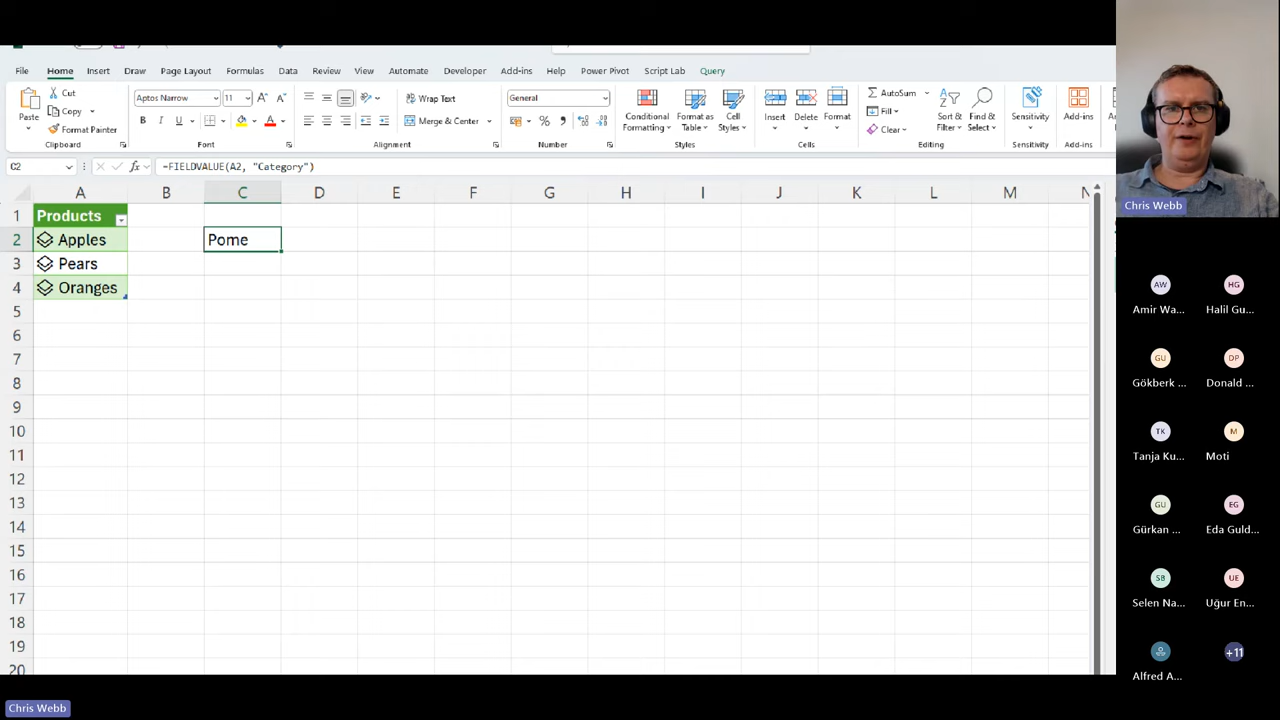 File Home Insert Draw Page Layout Formulas Data Review View Automate Developer Add-ins Help Power Pivot Script Lab Query
Paste
Cut
Copy
Format Painter
Clipboard
Aptos Narrow 11
B I U
Font
Wrap Text
Merge & Center
Alignment
General
Number
Conditional Formatting
Format as Table
Cell Styles
Styles
Insert Delete Format
Cells
AutoSum
Fill
Clear
Sort & Filter
Find & Select
Editing
Sensitivity
Sensitivity
Add-ins
Add-ins
C2 fx =FIELDVALUE(A2, "Category")
A B C D E F G H I J K L M N
1 Products
2 Apples Pome
3 Pears
4 Oranges
5
6
7
8
9
10
11
12
13
14
15
16
17
18
19
20
Chris Webb
AW HG
Amir Wa... Halil Gu...
GU DP
Gökberk ... Donald ...
TK M
Tanja Ku... Moti
GU EG
Gürkan ... Eda Guld...
SB UE
Selen Na... Uğur En...
+11
Alfred A...
Chris Webb